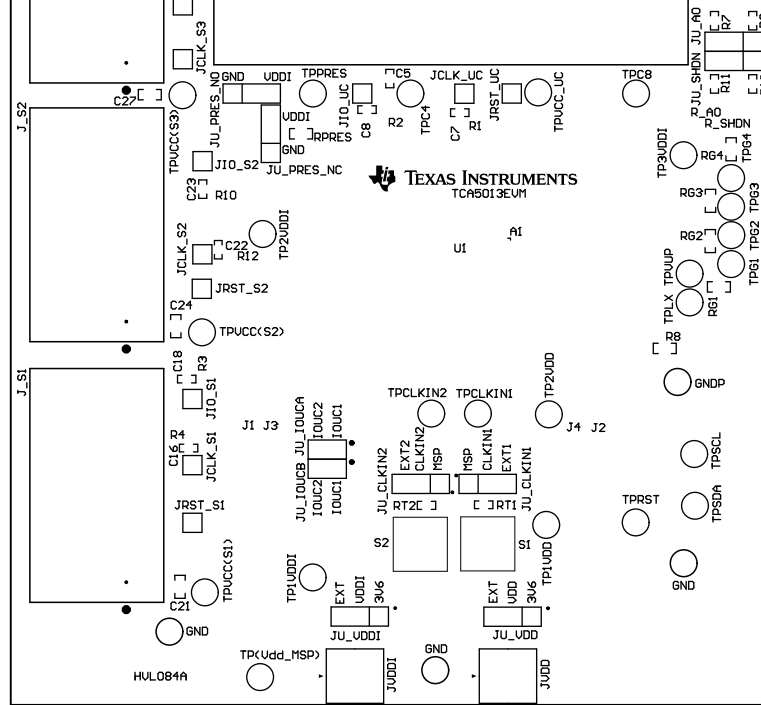 JCLK_S3
C27
TPVCC(S3)
JU_PRES_NO
GND
VDDI
TPPRES
JIO_UC
C5
C8
R2
TPC4
JCLK_UC
C7
R1
JRST_UC
TPVCC_UC
TPC8
JU_A0
R7
JU_SHDN
R11
R_A0
R_SHDN
VDDI
RPRES
GND
JU_PRES_NC
J_S2
JIO_S2
C23
R10
TEXAS INSTRUMENTS
TCA5013EVM
TP3VDDI
RG4
TPG4
RG3
TPG3
RG2
TPG2
TPG1
JCLK_S2
C22
R12
TP2VDDI
U1
A1
JRST_S2
TPVUP
TPLX
RG1
C24
TPVCC(S2)
R8
C18
R3
J_S1
JIO_S1
GNDP
TPCLKIN2
TPCLKIN1
TP2VDD
J1 J3
JU_IOUCA
IOUC2
IOUC1
J4 J2
R4
C16
JCLK_S1
JU_IOUCB
IOUC2
IOUC1
JU_CLKIN2
EXT2
CLKIN2
MSP
MSP
CLKIN1
EXT1
JU_CLKIN1
TPSCL
JRST_S1
RT2
RT1
TPRST
TPSDA
S2
S1
TP1VDD
TPVCC(S1)
TP1VDDI
GND
C21
EXT
VDDI
3V6
EXT
VDD
3V6
GND
JU_VDDI
JU_VDD
TP(Vdd_MSP)
GND
HVL084A
JVDDI
JVDD